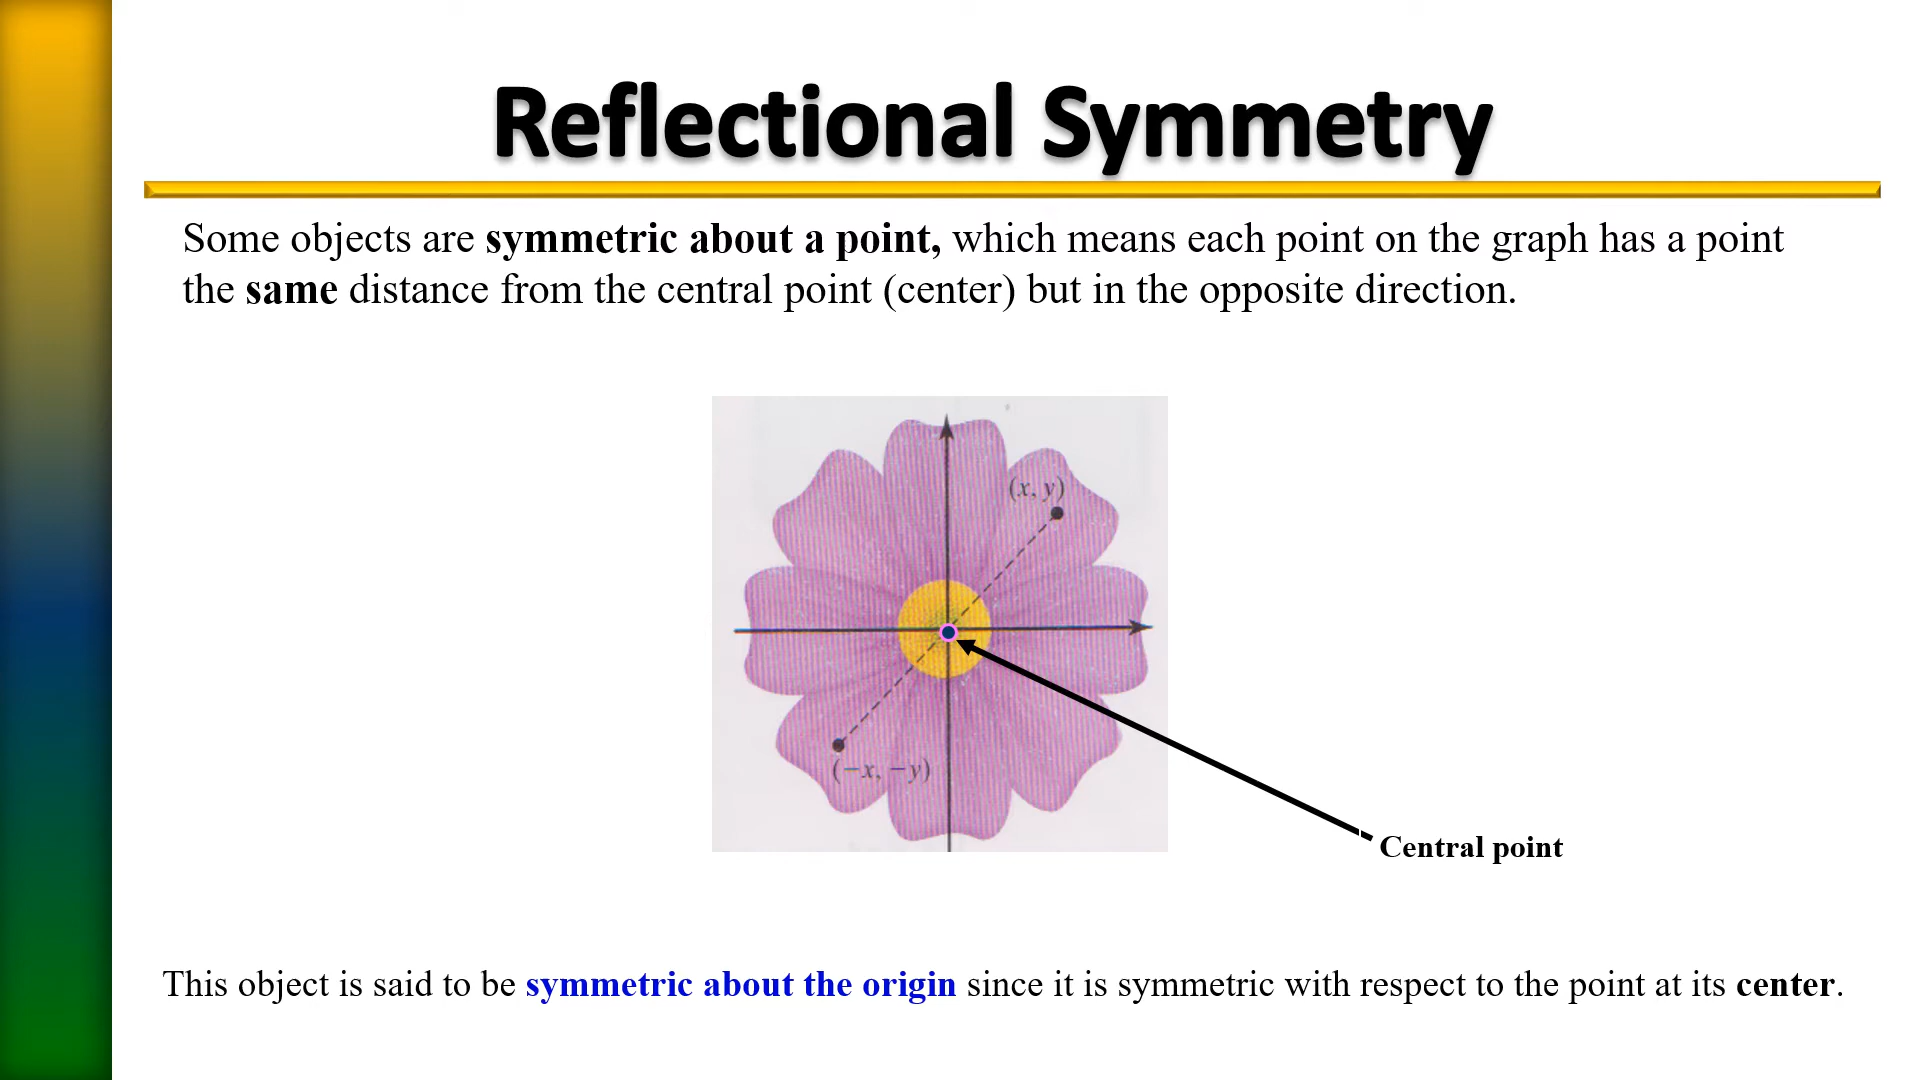 Reflectional Symmetry
Some objects are symmetric about a point, which means each point on the graph has a point
the same distance from the central point (center) but in the opposite direction.
(x, y)
(−x, −y)
Central point
This object is said to be symmetric about the origin since it is symmetric with respect to the point at its center.